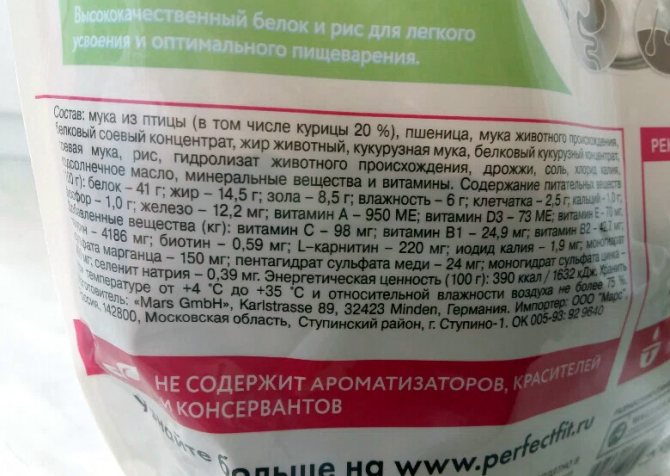 Высококачественный белок и рис для легкого
усвоения и оптимального пищеварения.
Состав: мука из птицы (в том числе курицы 20 %), пшеница, мука животного происхождения,
белковый соевый концентрат, жир животный, кукурузная мука, белковый кукурузный концентрат,
мука, рис, гидролизат животного происхождения, дрожжи, соль, хлорид калия,
подсолнечное масло, минеральные вещества и витамины. Содержание питательных веществ
г): белок – 41 г; жир – 14,5 г; зола – 8,5 г; влажность – 6 г; клетчатка – 2,5 г; кальций – 1,0 г;
– 1,0 г; железо – 12,2 мг; витамин А – 950 МЕ; витамин D3 – 73 МЕ; витамин Е – 70 мг.
вещества (кг): витамин С – 98 мг; витамин В1 – 24,9 мг; витамин В2 –
– 4186 мг; биотин – 0,59 мг; L-карнитин – 220 мг; иодид калия – 1,9 мг; моногидрат
марганца – 150 мг; пентагидрат сульфата меди – 24 мг; моногидрат сульфата цинка –
мг; селенит натрия – 0,39 мг. Энергетическая ценность (100 г): 390 ккал / 1632 кДж. Хранить
температуре от +4 °С до +35 °С и относительной влажности воздуха не более 75 %.
«Mars GmbH», Karlstrasse 89, 32423 Minden, Германия. Импортер: ООО "Марс"
142800, Московская область, Ступинский район, г. Ступино-1. ОК 005-93: 92 9640
НЕ СОДЕРЖИТ АРОМАТИЗАТОРОВ, КРАСИТЕЛЕЙ
И КОНСЕРВАНТОВ
Узнайте больше на www.perfectfit.ru